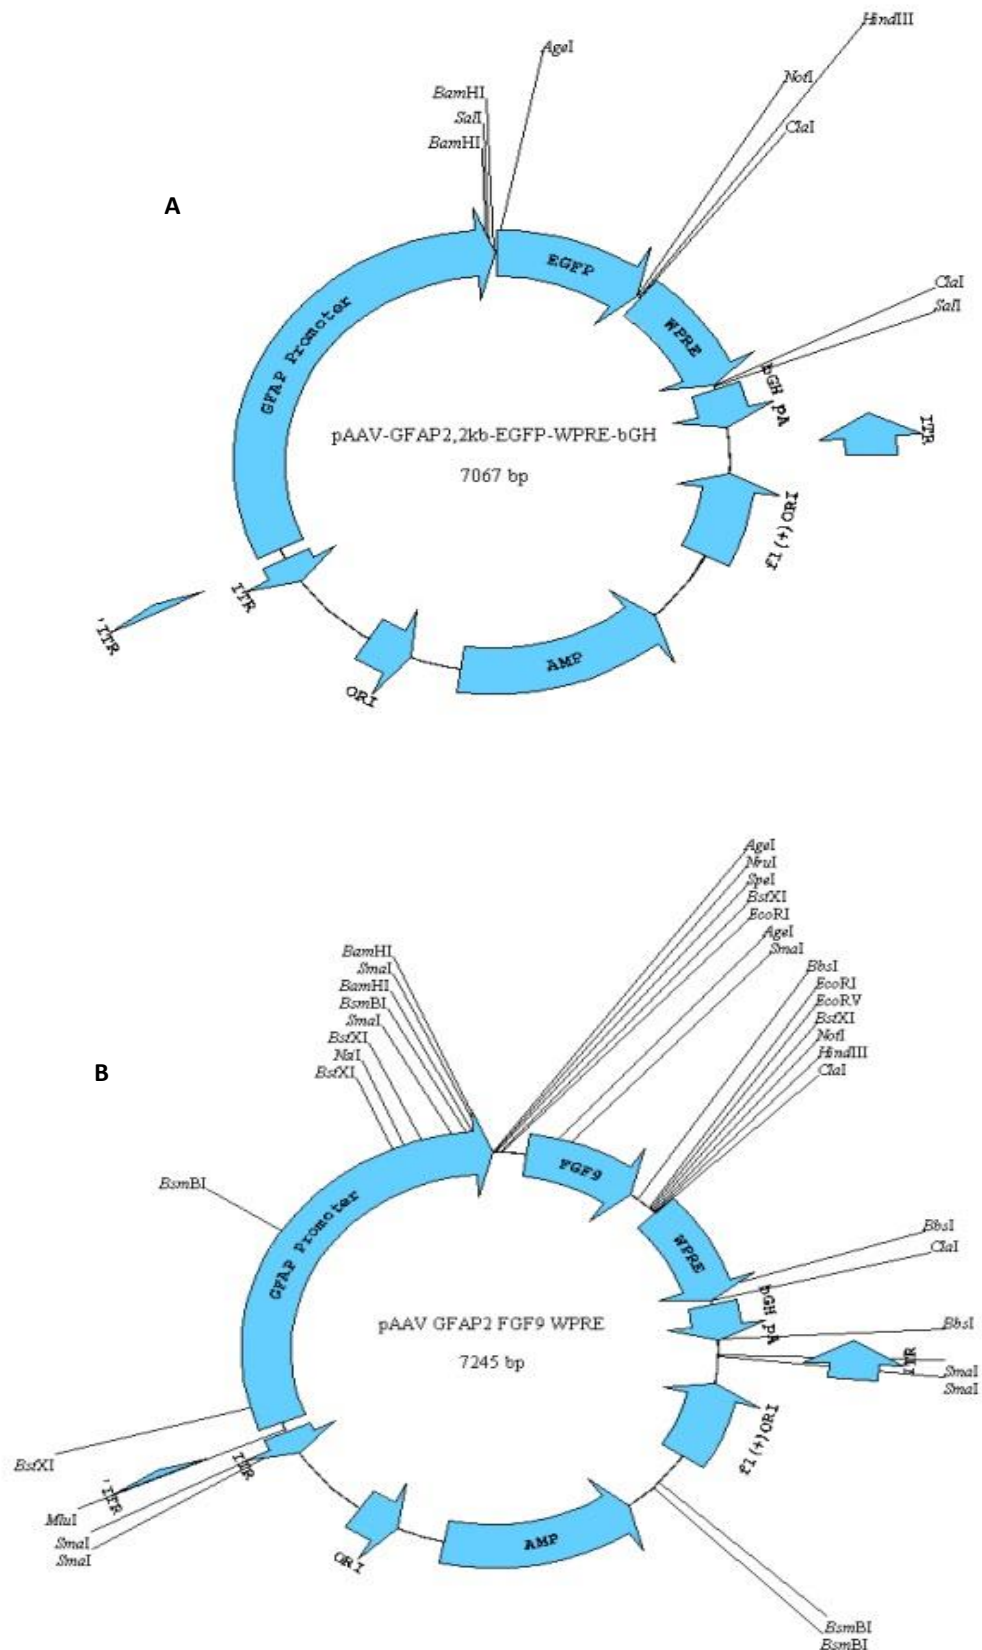 HindIII
AgeI
NotI
BamHI
SalI
ClaI
BamHI
A
EGFP
GFAP Promoter
ClaI
SalI
WPRE
bGH pA
ITR
pAAV-GFAP2,2kb-EGFP-WPRE-bGH
7067 bp
f1(+)ORI
ITR
'ITR
AMP
ORI
AgeI
NruI
SpeI
BstXI
EcoRI
AgeI
SmaI
BamHI
SmaI
BamHI
BsmBI
SmaI
BstXI
BstXI
BbsI
EcoRI
EcoRV
BstXI
NotI
HindIII
ClaI
B
FGF9
BsmBI
GFAP Promoter
WPRE
BbsI
ClaI
bGH pA
pAAV GFAP2 FGF9 WPRE
7245 bp
BbsI
ITR
SmaI
SmaI
f1(+)ORI
BstXI
ITR
'ITR
MluI
SmaI
SmaI
AMP
ORI
BsmBI
BsmBI